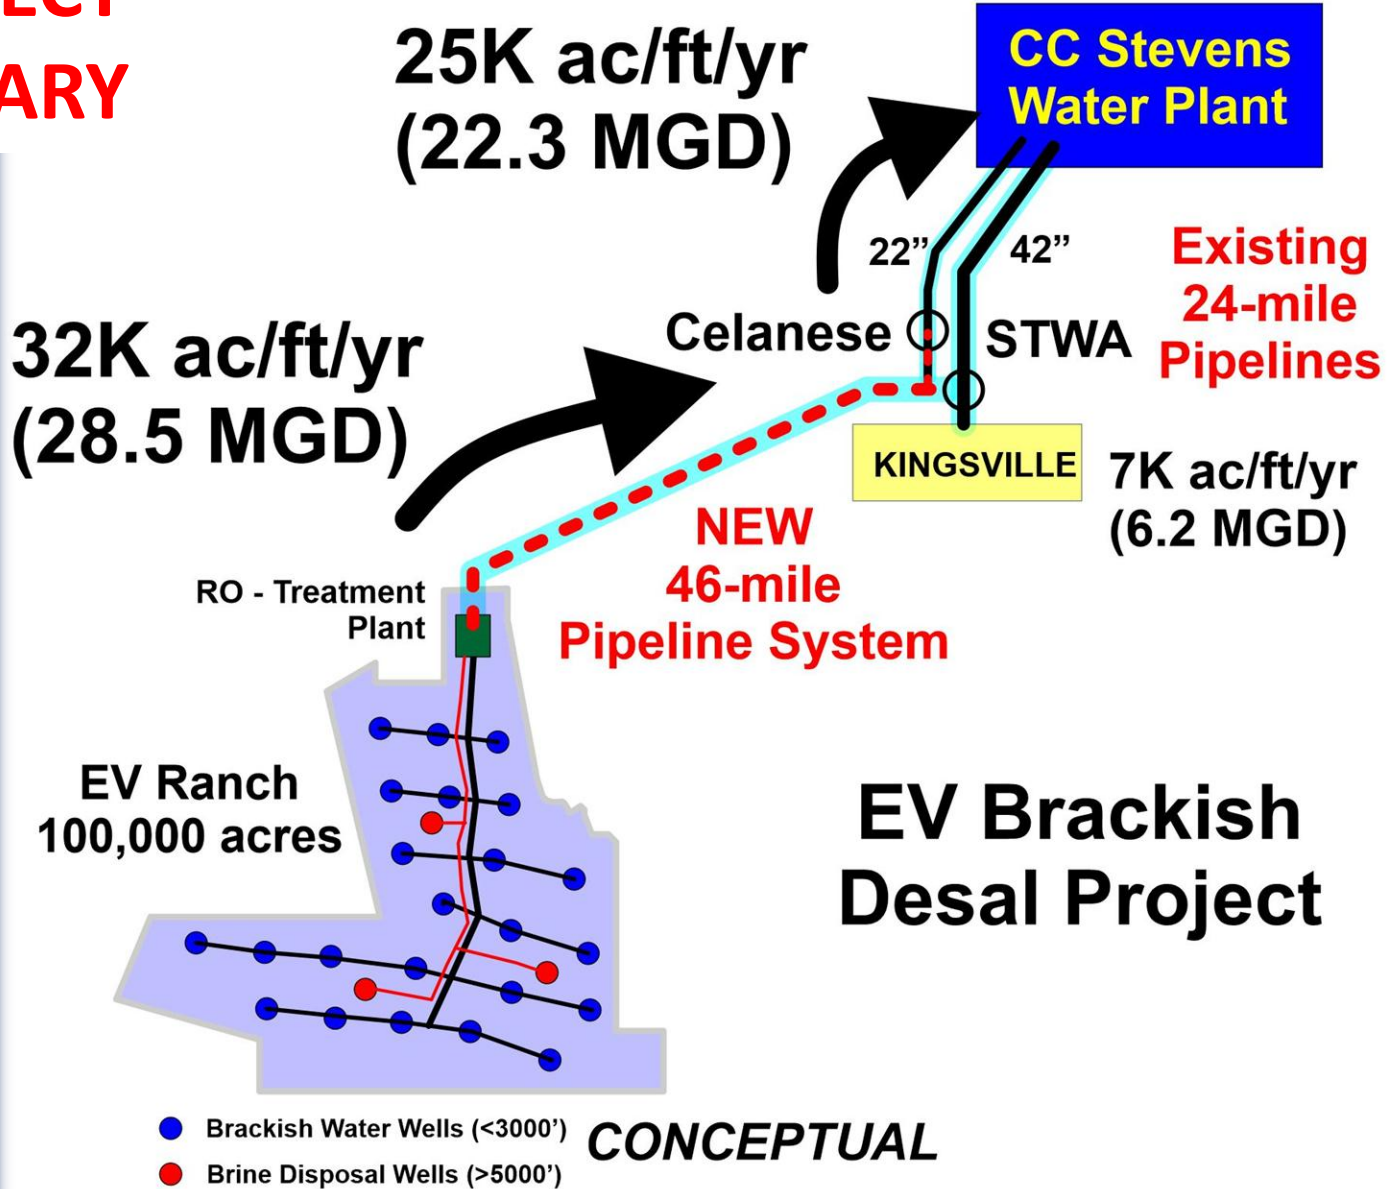 25K ac/ft/yr
(22.3 MGD)
CC Stevens
Water Plant
22”
42”
Existing
24-mile
Pipelines
Celanese
STWA
32K ac/ft/yr
(28.5 MGD)
KINGSVILLE
7K ac/ft/yr
(6.2 MGD)
NEW
46-mile
Pipeline System
RO - Treatment
Plant
EV Ranch
100,000 acres
EV Brackish
Desal Project
Brackish Water Wells (<3000’)
Brine Disposal Wells (>5000’)
CONCEPTUAL